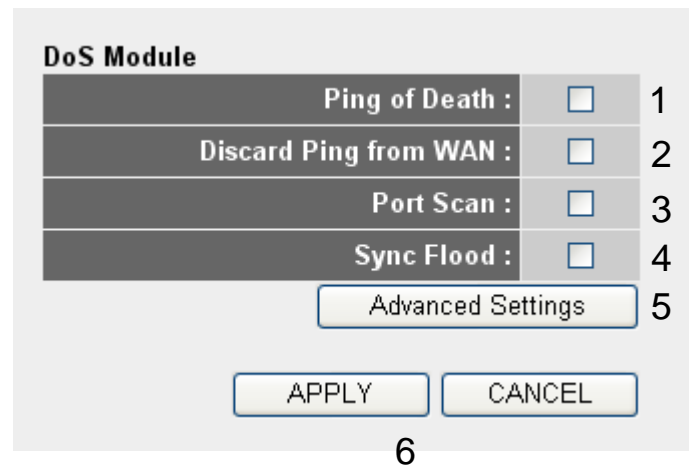 DoS Module
Ping of Death : 1
Discard Ping from WAN : 2
Port Scan : 3
Sync Flood : 4
Advanced Settings 5
APPLY CANCEL
6